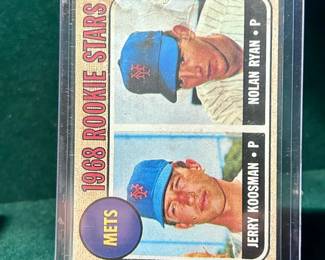 1968 ROOKIE STARS
METS
JERRY KOOSMAN • P
NOLAN RYAN • P